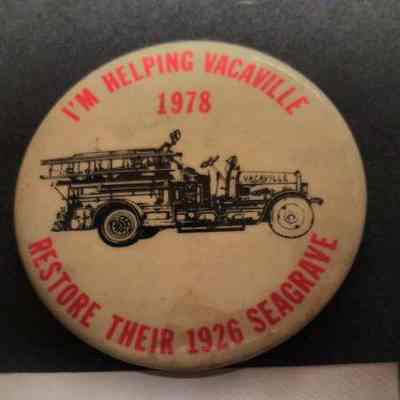 I'M HELPING VACAVILLE
1978
VACAVILLE
RESTORE THEIR 1926 SEAGRAVE